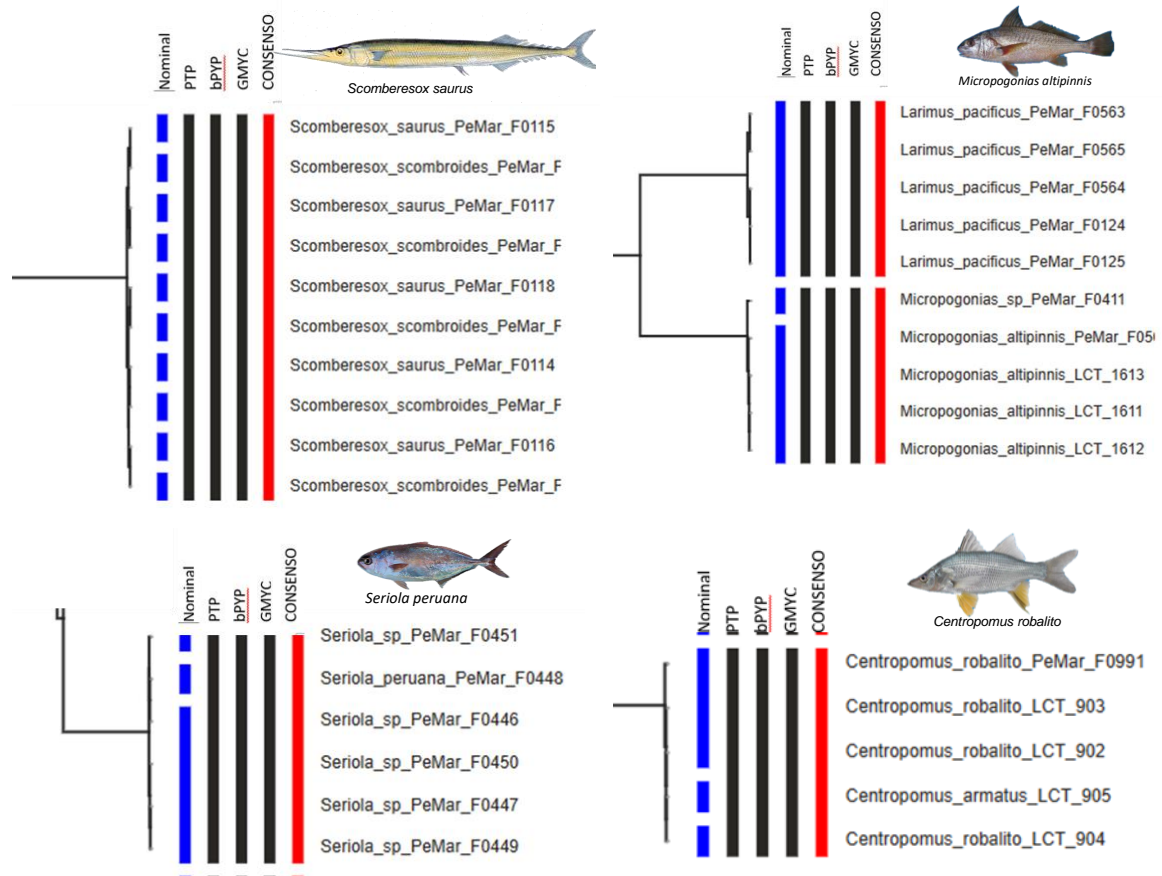 Nominal
PTP
bPYP
GMYC
CONSENSO
Scomberesox saurus
Scomberesox_saurus_PeMar_F0115
Scomberesox_scombroides_PeMar_F
Scomberesox_saurus_PeMar_F0117
Scomberesox_scombroides_PeMar_F
Scomberesox_saurus_PeMar_F0118
Scomberesox_scombroides_PeMar_F
Scomberesox_saurus_PeMar_F0114
Scomberesox_scombroides_PeMar_F
Scomberesox_saurus_PeMar_F0116
Scomberesox_scombroides_PeMar_F
Nominal
PTP
bPYP
GMYC
CONSENSO
Micropogonias altipinnis
Larimus_pacificus_PeMar_F0563
Larimus_pacificus_PeMar_F0565
Larimus_pacificus_PeMar_F0564
Larimus_pacificus_PeMar_F0124
Larimus_pacificus_PeMar_F0125
Micropogonias_sp_PeMar_F0411
Micropogonias_altipinnis_PeMar_F05
Micropogonias_altipinnis_LCT_1613
Micropogonias_altipinnis_LCT_1611
Micropogonias_altipinnis_LCT_1612
Nominal
PTP
bPYP
GMYC
CONSENSO
Seriola peruana
Seriola_sp_PeMar_F0451
Seriola_peruana_PeMar_F0448
Seriola_sp_PeMar_F0446
Seriola_sp_PeMar_F0450
Seriola_sp_PeMar_F0447
Seriola_sp_PeMar_F0449
Nominal
PTP
bPYP
GMYC
CONSENSO
Centropomus robalito
Centropomus_robalito_PeMar_F0991
Centropomus_robalito_LCT_903
Centropomus_robalito_LCT_902
Centropomus_armatus_LCT_905
Centropomus_robalito_LCT_904